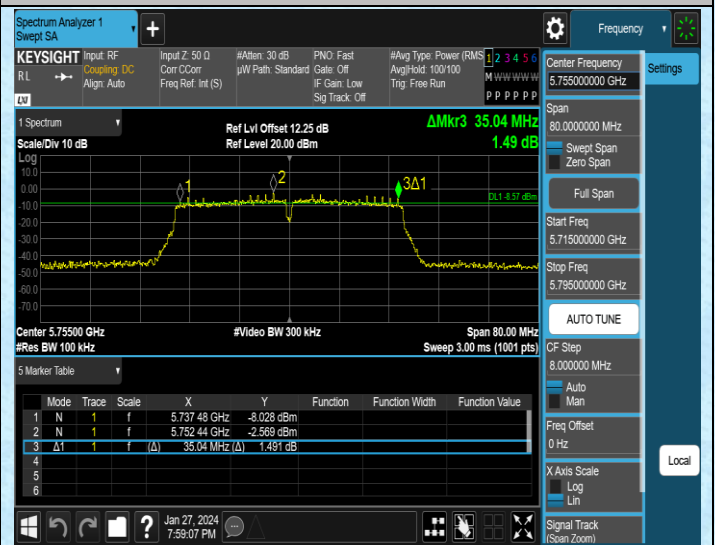 Spectrum Analyzer 1
Swept SA
Frequency
KEYSIGHT
RL
Input: RF
Coupling: DC
Align: Auto
Input Z: 50 Ω
Corr CCorr
Freq Ref: Int (S)
#Atten: 30 dB
µW Path: Standard
PNO: Fast
Gate: Off
IF Gain: Low
Sig Track: Off
#Avg Type: Power (RMS
Avg|Hold: 100/100
Trig: Free Run
1 2 3 4 5 6
M W W W W W
P P P P P P
LXI
1 Spectrum
Scale/Div 10 dB
Ref Lvl Offset 12.25 dB
Ref Level 20.00 dBm
ΔMkr3 35.04 MHz
1.49 dB
Log
10.0
0.00
-10.0
-20.0
-30.0
-40.0
-50.0
-60.0
-70.0
1
2
3Δ1
DL1 -8.57 dBm
Center 5.75500 GHz
#Res BW 100 kHz
#Video BW 300 kHz
Span 80.00 MHz
Sweep 3.00 ms (1001 pts)
5 Marker Table
Mode Trace Scale X Y Function Function Width Function Value
1 N 1 f 5.737 48 GHz -8.028 dBm
2 N 1 f 5.752 44 GHz -2.569 dBm
3 Δ1 1 f (Δ) 35.04 MHz (Δ) 1.491 dB
4
5
6
Jan 27, 2024
7:59:07 PM
Center Frequency
5.755000000 GHz
Settings
Span
80.0000000 MHz
Swept Span
Zero Span
Full Span
Start Freq
5.715000000 GHz
Stop Freq
5.795000000 GHz
AUTO TUNE
CF Step
8.000000 MHz
Auto
Man
Freq Offset
0 Hz
X Axis Scale
Log
Lin
Local
Signal Track
(Span Zoom)